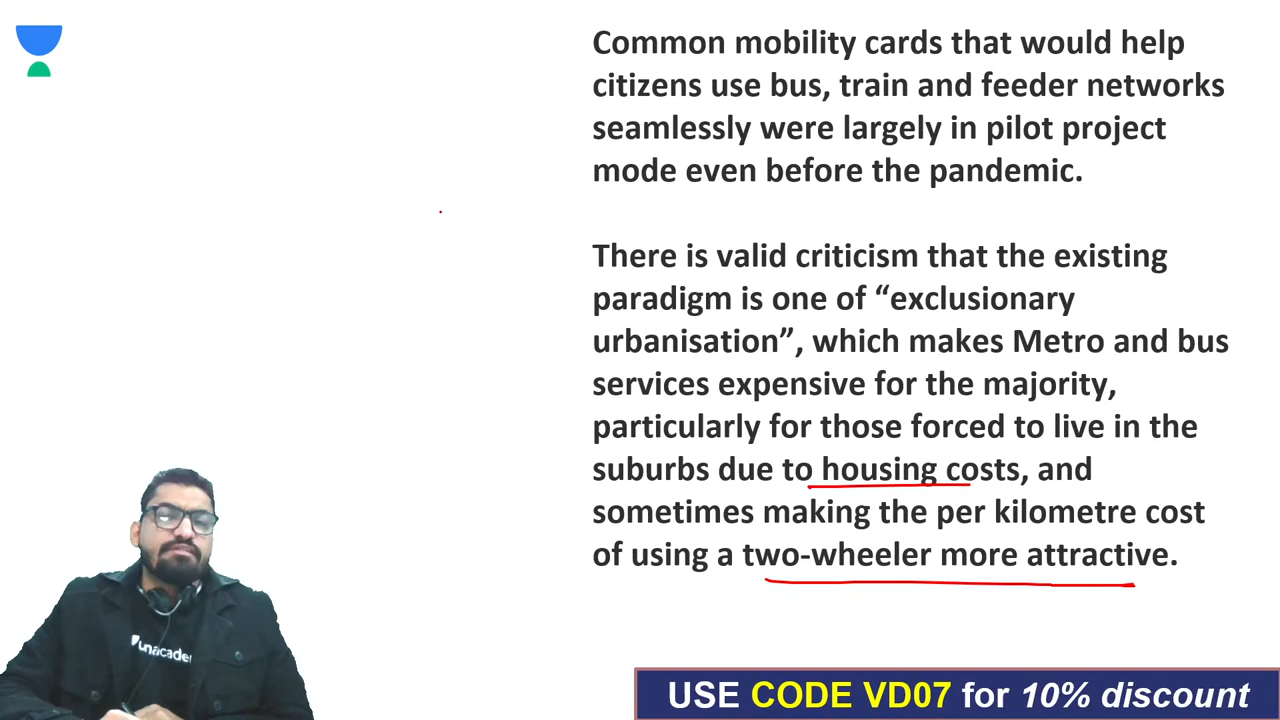 Common mobility cards that would help
citizens use bus, train and feeder networks
seamlessly were largely in pilot project
mode even before the pandemic.
There is valid criticism that the existing
paradigm is one of “exclusionary
urbanisation”, which makes Metro and bus
services expensive for the majority,
particularly for those forced to live in the
suburbs due to housing costs, and
sometimes making the per kilometre cost
of using a two-wheeler more attractive.
unacade
USE CODE VD07 for 10% discount